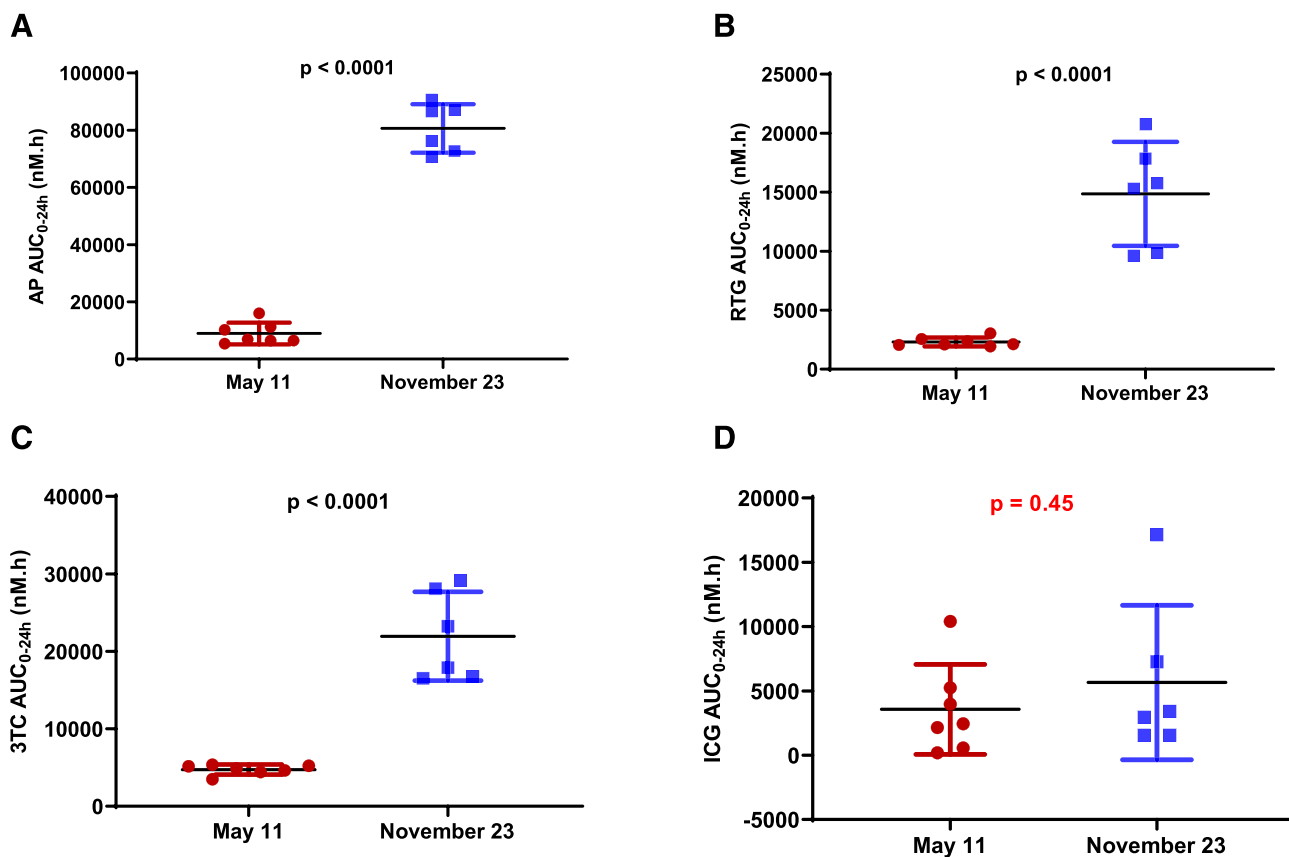 A
p < 0.0001
AP AUC0-24h (nM.h)
100000
80000
60000
40000
20000
0
May 11
November 23
B
p < 0.0001
RTG AUC0-24h (nM.h)
25000
20000
15000
10000
5000
0
May 11
November 23
C
p < 0.0001
3TC AUC0-24h (nM.h)
40000
30000
20000
10000
0
May 11
November 23
D
p = 0.45
ICG AUC0-24h (nM.h)
20000
15000
10000
5000
0
-5000
May 11
November 23